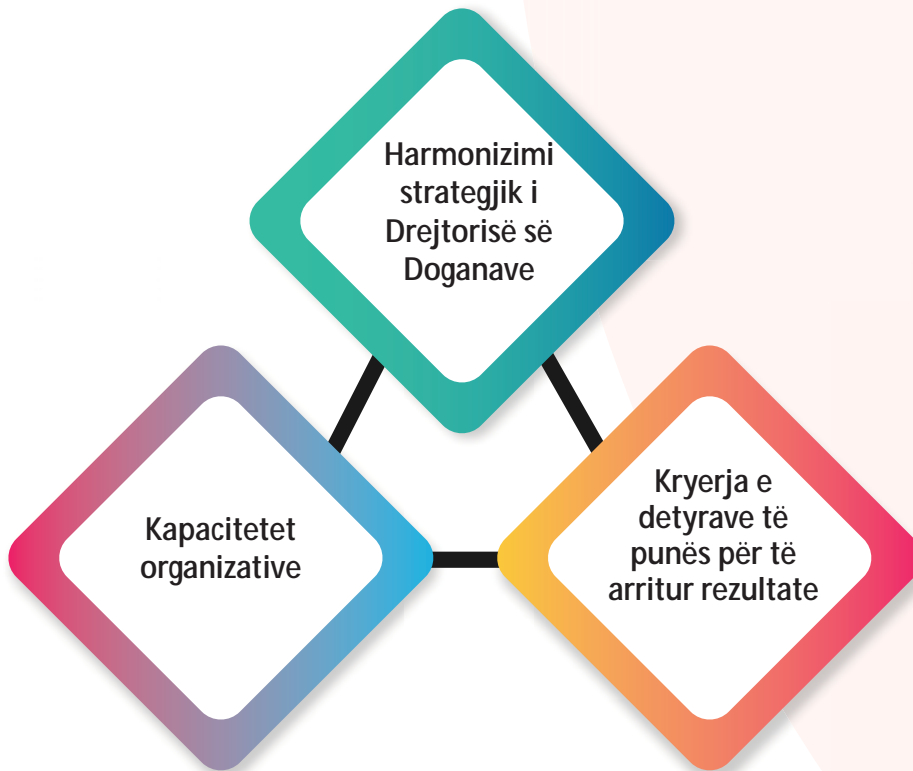 Harmonizimi
strategjik i
Drejtorisë së
Doganave
Kapacitetet
organizative
Kryerja e
detyrave të
punës për të
arritur rezultate